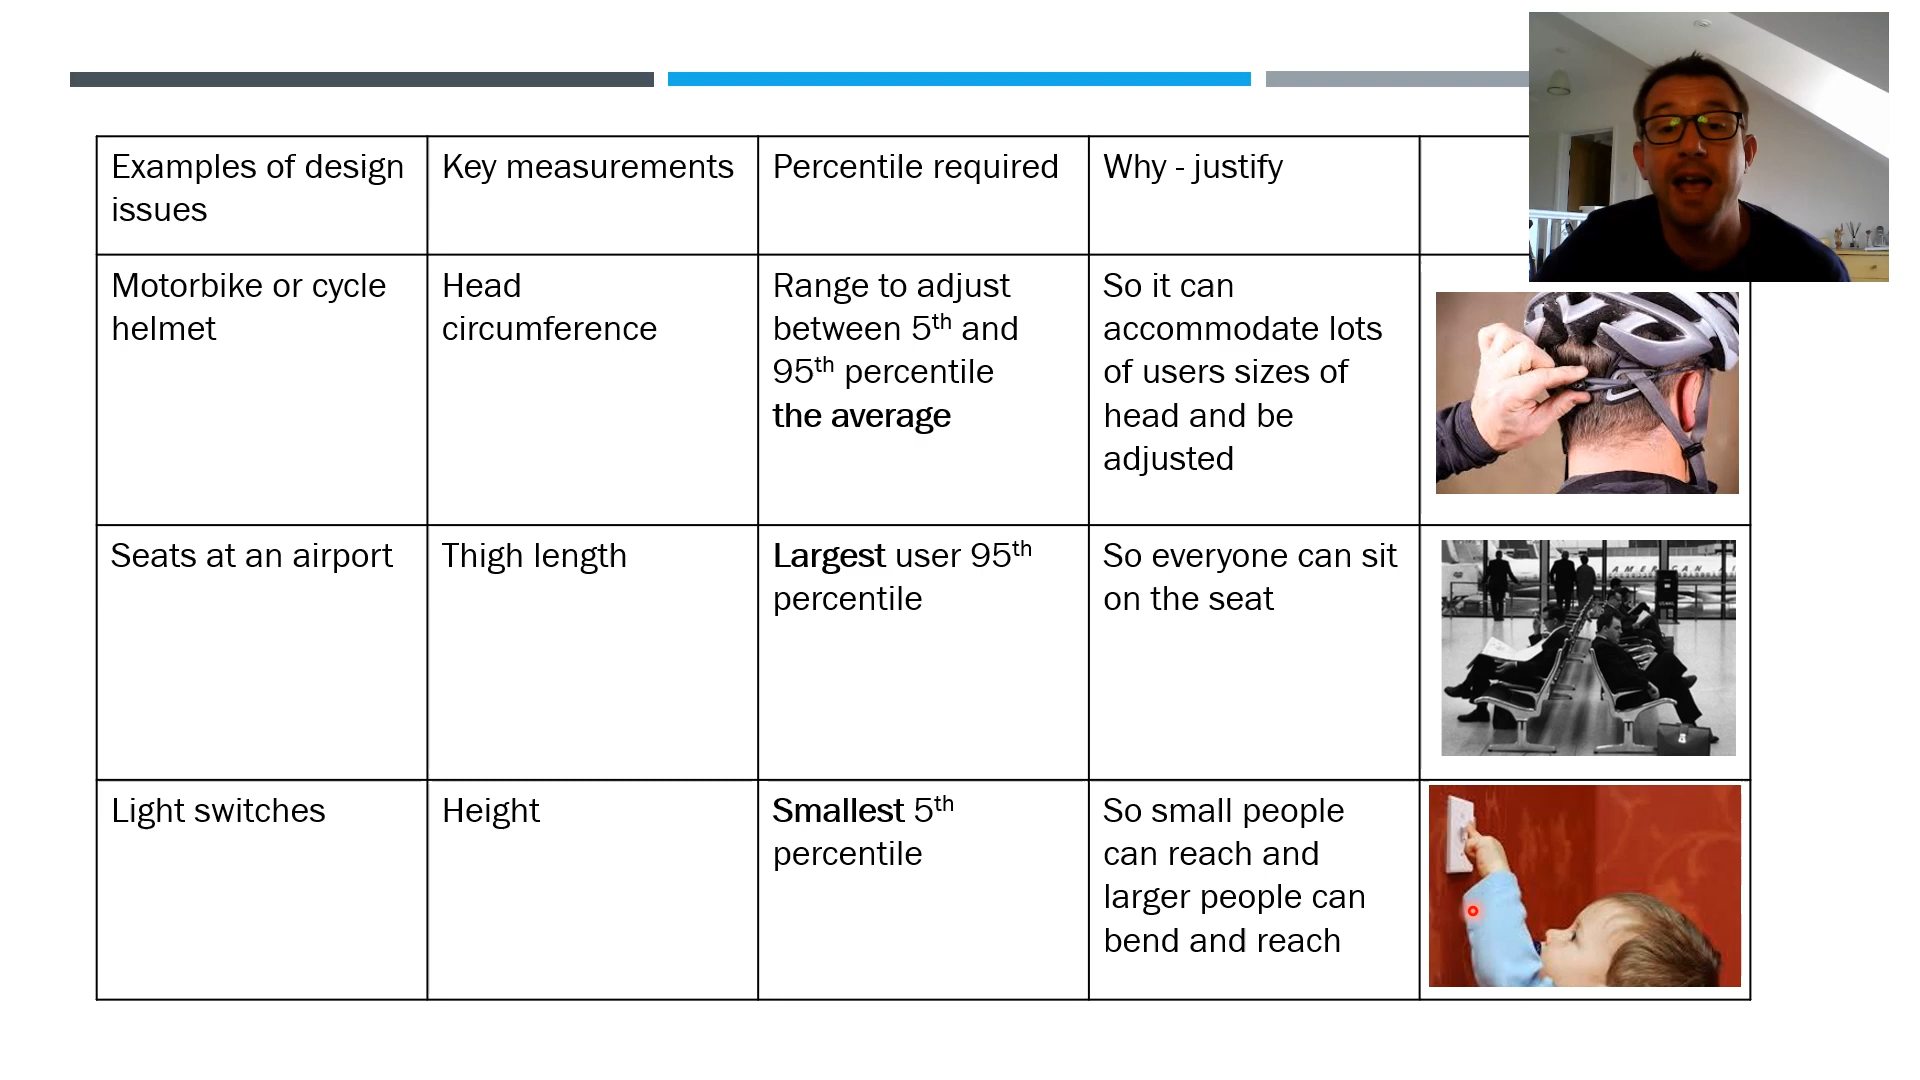 Examples of design
issues
Key measurements
Percentile required
Why - justify
Motorbike or cycle
helmet
Head
circumference
Range to adjust
between 5th and
95th percentile
the average
So it can
accommodate lots
of users sizes of
head and be
adjusted
Seats at an airport
Thigh length
Largest user 95th
percentile
So everyone can sit
on the seat
AMERICAN
Light switches
Height
Smallest 5th
percentile
So small people
can reach and
larger people can
bend and reach